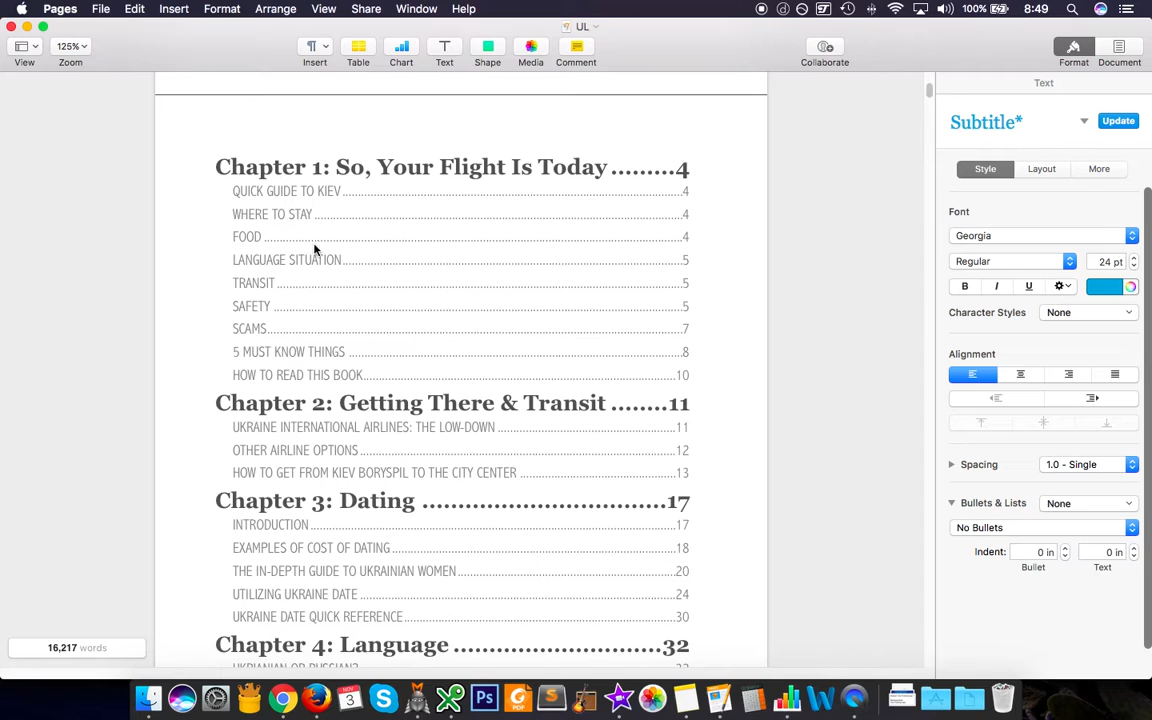 Pages File Edit Insert Format Arrange View Share Window Help 100% 8:49
UL
125%
View Zoom Insert Table Chart Text Shape Media Comment Collaborate Format Document
Text
Subtitle* Update
Style Layout More
Font
Georgia
Regular 24 pt
B I U
Character Styles None
Alignment
Spacing 1.0 - Single
Bullets & Lists None
No Bullets
Indent: 0 in 0 in
Bullet Text
Chapter 1: So, Your Flight Is Today .........4
QUICK GUIDE TO KIEV ........4
WHERE TO STAY ........4
FOOD ........4
LANGUAGE SITUATION........5
TRANSIT ........5
SAFETY ........5
SCAMS........7
5 MUST KNOW THINGS ........8
HOW TO READ THIS BOOK........10
Chapter 2: Getting There & Transit ........11
UKRAINE INTERNATIONAL AIRLINES: THE LOW-DOWN ........11
OTHER AIRLINE OPTIONS ........12
HOW TO GET FROM KIEV BORYSPIL TO THE CITY CENTER ........13
Chapter 3: Dating ..................................17
INTRODUCTION ........17
EXAMPLES OF COST OF DATING ........18
THE IN-DEPTH GUIDE TO UKRAINIAN WOMEN........20
UTILIZING UKRAINE DATE ........24
UKRAINE DATE QUICK REFERENCE........30
Chapter 4: Language .............................32
16,217 words
NOV
3